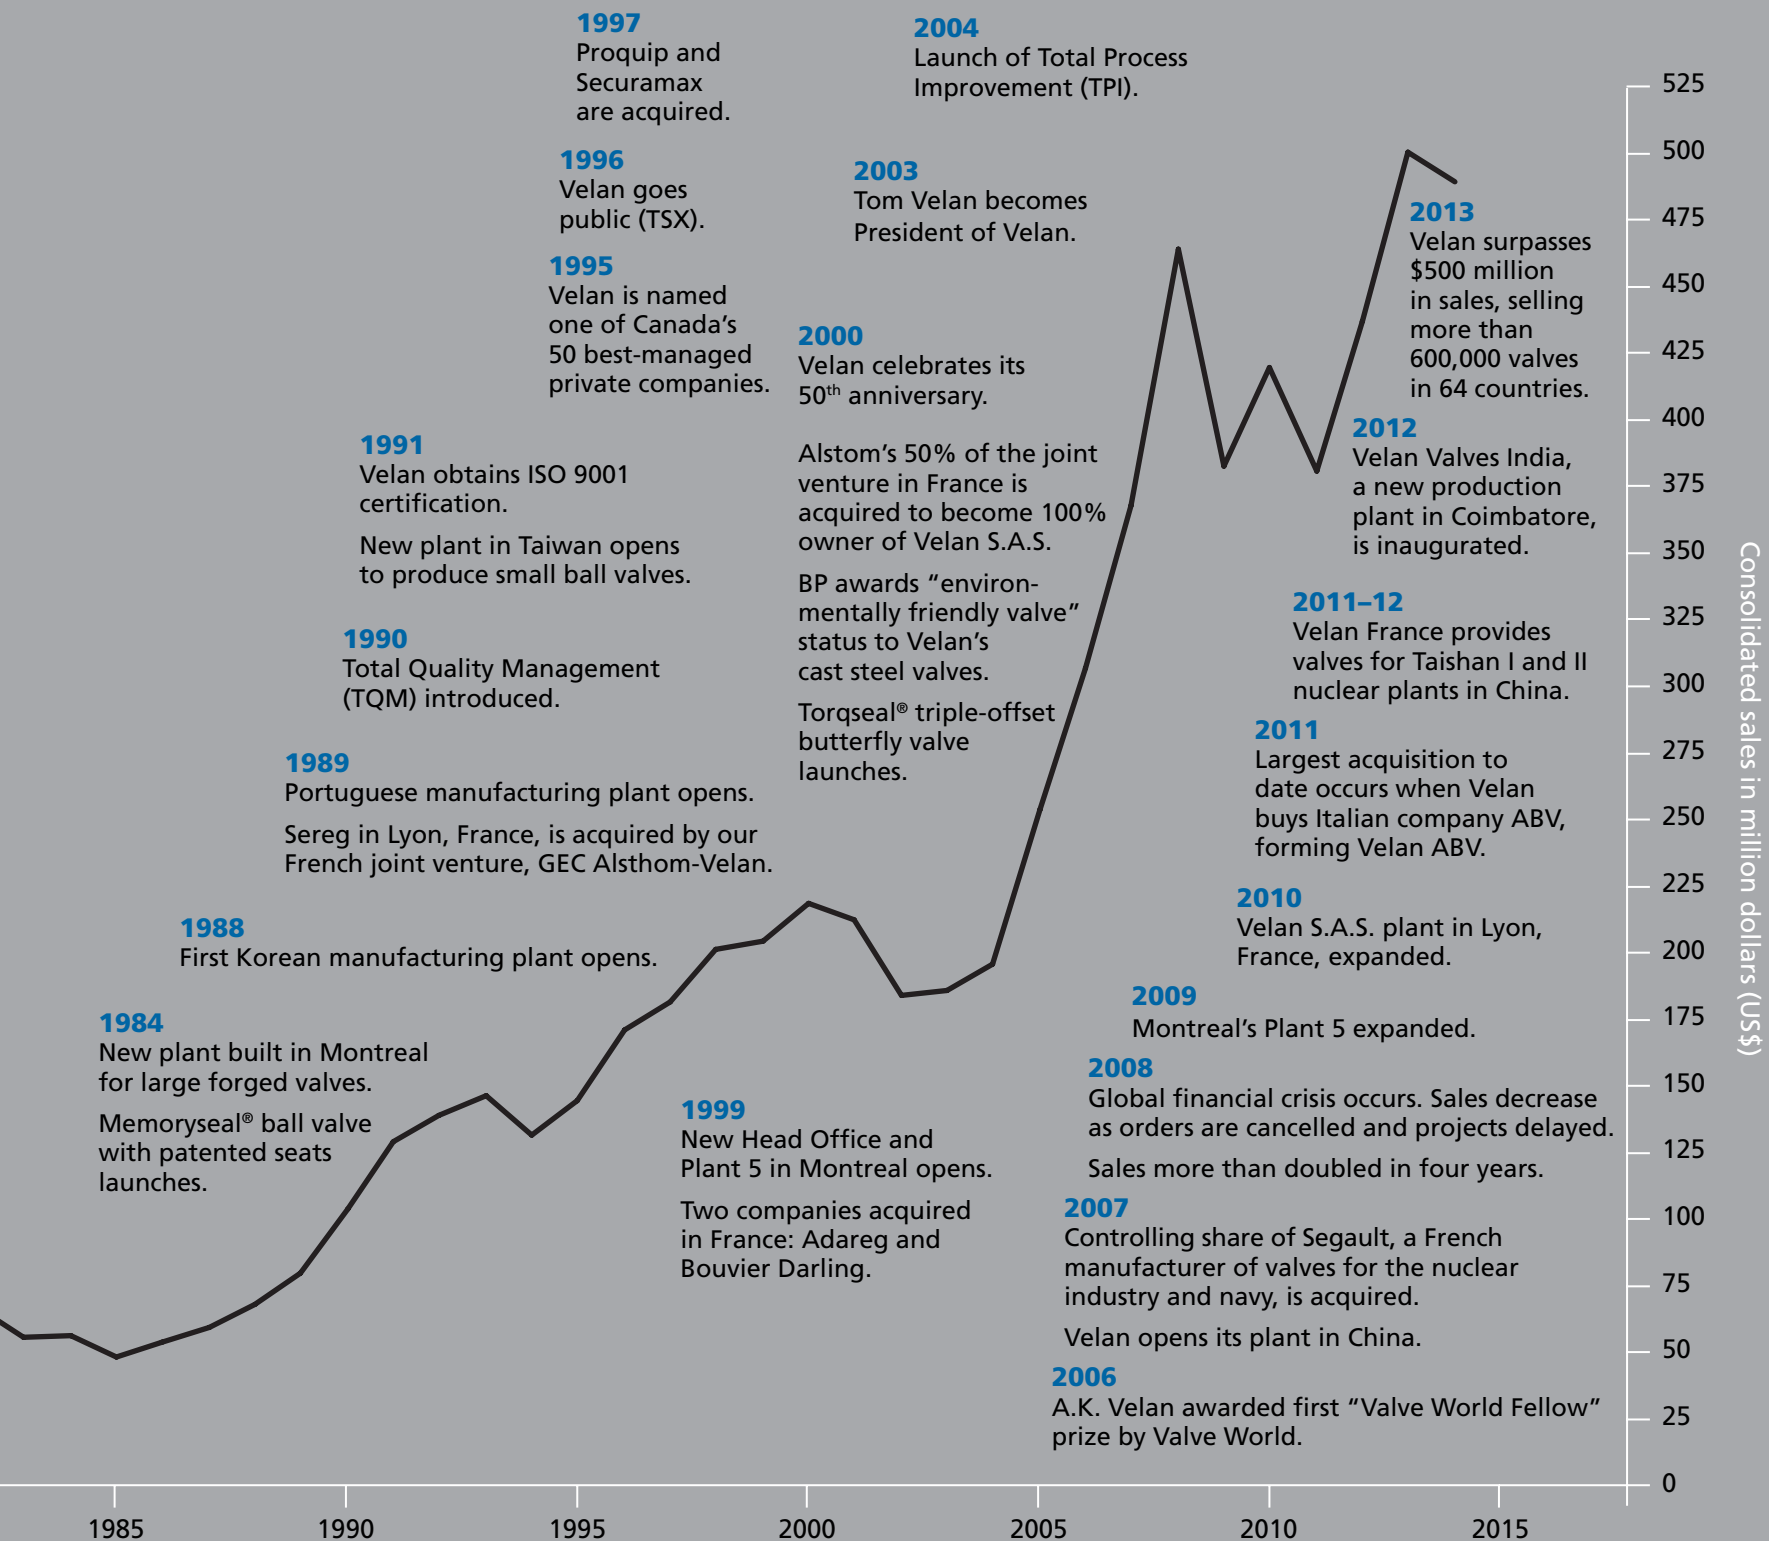 1997
Proquip and
Securamax
are acquired.
1996
Velan goes
public (TSX).
1995
Velan is named
one of Canada’s
50 best-managed
private companies.
1991
Velan obtains ISO 9001
certification.
New plant in Taiwan opens
to produce small ball valves.
1990
Total Quality Management
(TQM) introduced.
1989
Portuguese manufacturing plant opens.
Sereg in Lyon, France, is acquired by our
French joint venture, GEC Alsthom-Velan.
1988
First Korean manufacturing plant opens.
1984
New plant built in Montreal
for large forged valves.
Memoryseal® ball valve
with patented seats
launches.
2004
Launch of Total Process
Improvement (TPI).
2003
Tom Velan becomes
President of Velan.
2000
Velan celebrates its
50th anniversary.
Alstom’s 50% of the joint
venture in France is
acquired to become 100%
owner of Velan S.A.S.
BP awards “environ-
mentally friendly valve”
status to Velan’s
cast steel valves.
Torqseal® triple-offset
butterfly valve
launches.
1999
New Head Office and
Plant 5 in Montreal opens.
Two companies acquired
in France: Adareg and
Bouvier Darling.
2013
Velan surpasses
$500 million
in sales, selling
more than
600,000 valves
in 64 countries.
2012
Velan Valves India,
a new production
plant in Coimbatore,
is inaugurated.
2011–12
Velan France provides
valves for Taishan I and II
nuclear plants in China.
2011
Largest acquisition to
date occurs when Velan
buys Italian company ABV,
forming Velan ABV.
2010
Velan S.A.S. plant in Lyon,
France, expanded.
2009
Montreal’s Plant 5 expanded.
2008
Global financial crisis occurs. Sales decrease
as orders are cancelled and projects delayed.
Sales more than doubled in four years.
2007
Controlling share of Segault, a French
manufacturer of valves for the nuclear
industry and navy, is acquired.
Velan opens its plant in China.
2006
A.K. Velan awarded first “Valve World Fellow”
prize by Valve World.
525
500
475
450
425
400
375
350
325
300
275
250
225
200
175
150
125
100
75
50
25
0
Consolidated sales in million dollars (US$)
1985
1990
1995
2000
2005
2010
2015